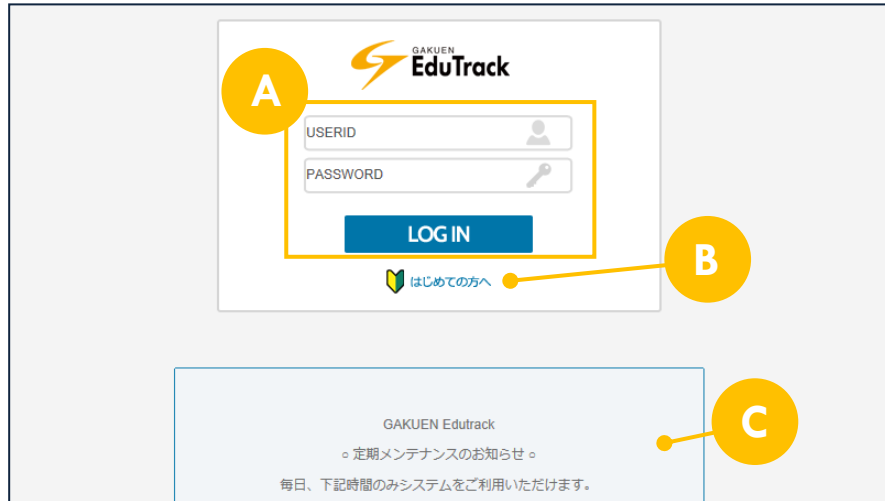 GAKUEN
EduTrack
A
USERID
PASSWORD
LOG IN
B
はじめての方へ
C
GAKUEN Edutrack
○ 定期メンテナンスのお知らせ ○
毎日、下記時間のみシステムをご利用いただけます。